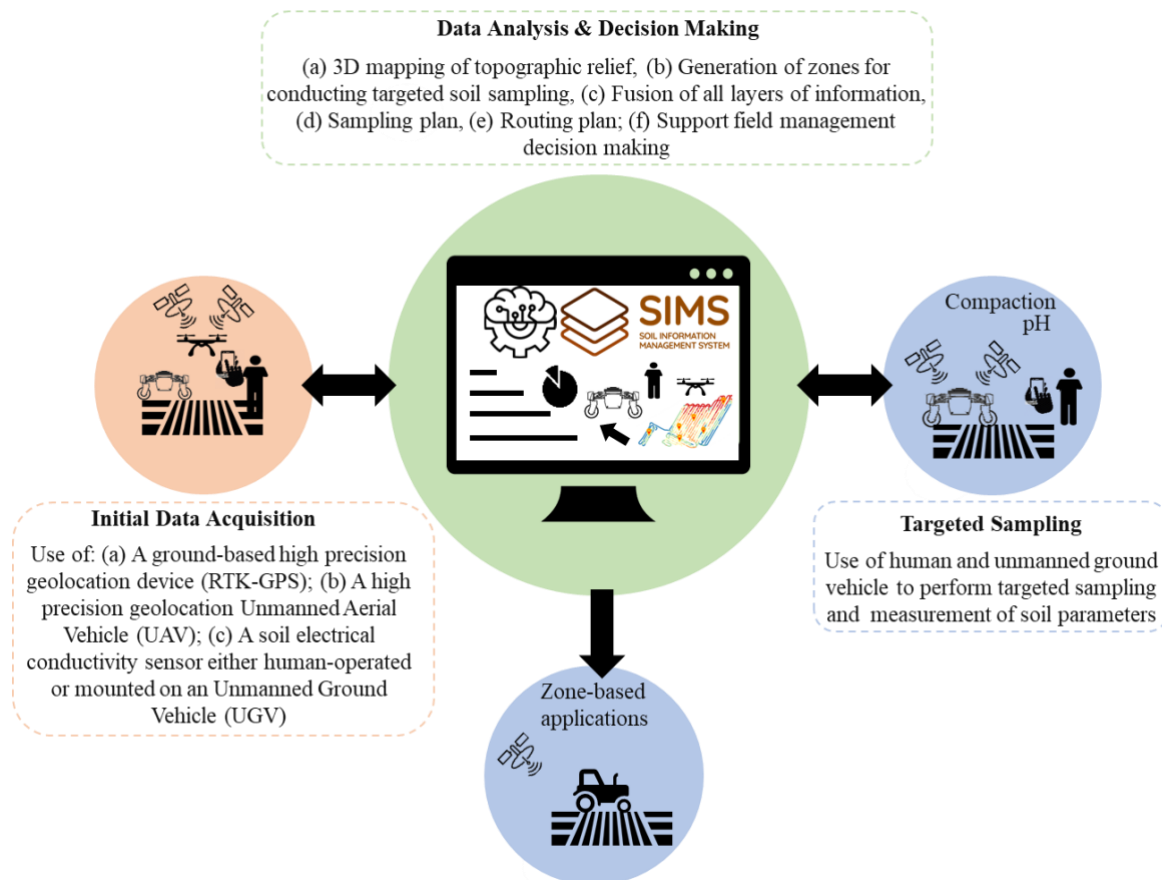 Data Analysis & Decision Making
(a) 3D mapping of topographic relief, (b) Generation of zones for
conducting targeted soil sampling, (c) Fusion of all layers of information,
(d) Sampling plan, (e) Routing plan; (f) Support field management
decision making
SIMS
SOIL INFORMATION
MANAGEMENT SYSTEM
Compaction
pH
Initial Data Acquisition
Use of: (a) A ground-based high precision
geolocation device (RTK-GPS); (b) A high
precision geolocation Unmanned Aerial
Vehicle (UAV); (c) A soil electrical
conductivity sensor either human-operated
or mounted on an Unmanned Ground
Vehicle (UGV)
Targeted Sampling
Use of human and unmanned ground
vehicle to perform targeted sampling
and measurement of soil parameters
Zone-based
applications